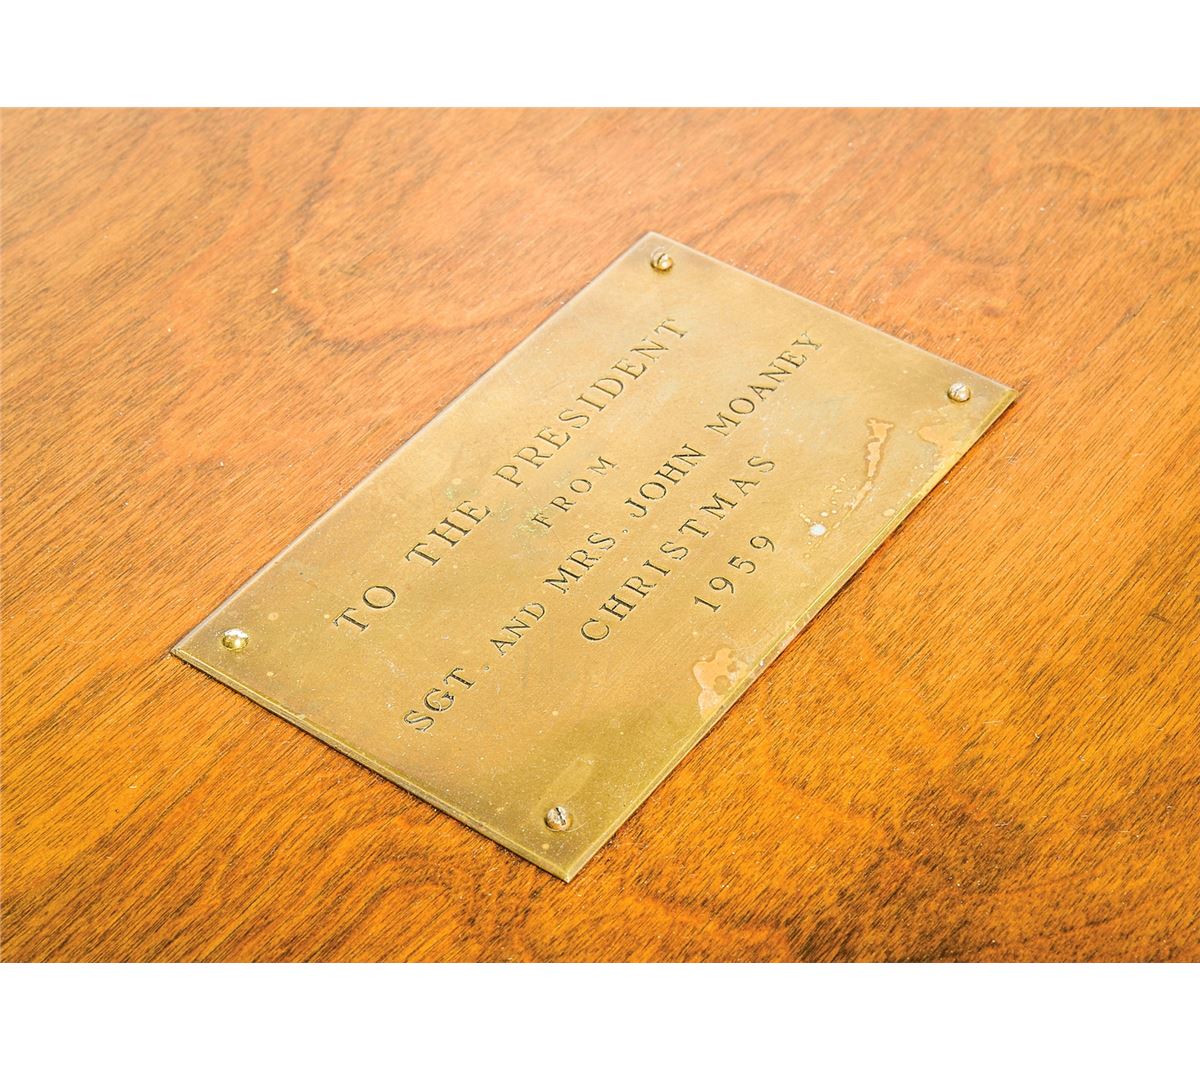 TO THE PRESIDENT
FROM
SGT. AND MRS. JOHN MOANEY
CHRISTMAS
1959